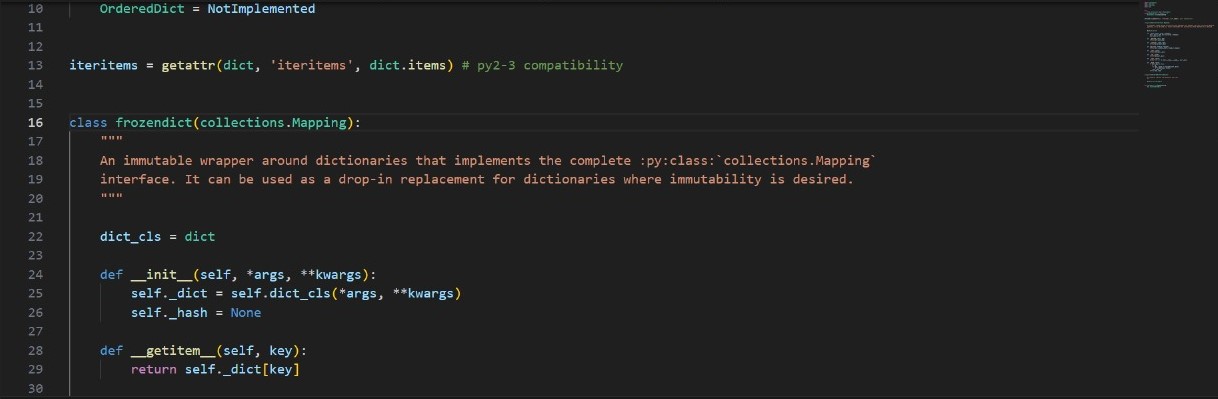 10 OrderedDict = NotImplemented
11
12
13 iteritems = getattr(dict, 'iteritems', dict.items) # py2-3 compatibility
14
15
16 class frozendict(collections.Mapping):
17 """
18 An immutable wrapper around dictionaries that implements the complete :py:class:`collections.Mapping`
19 interface. It can be used as a drop-in replacement for dictionaries where immutability is desired.
20 """
21
22 dict_cls = dict
23
24 def __init__(self, *args, **kwargs):
25 self._dict = self.dict_cls(*args, **kwargs)
26 self._hash = None
27
28 def __getitem__(self, key):
29 return self._dict[key]
30